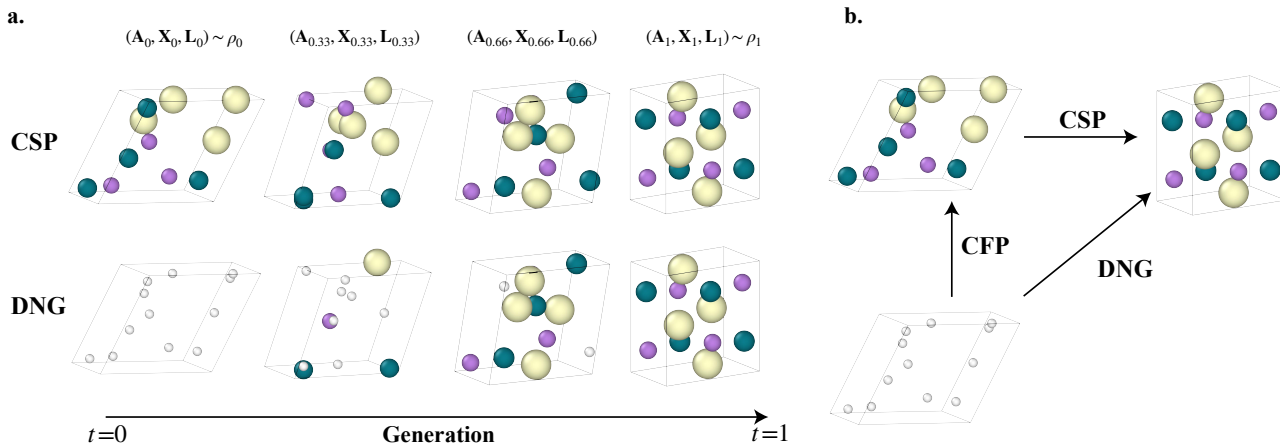 a.
(A₀, X₀, L₀) ~ ρ₀
(A₀.₃₃, X₀.₃₃, L₀.₃₃)
(A₀.₆₆, X₀.₆₆, L₀.₆₆)
(A₁, X₁, L₁) ~ ρ₁
CSP
DNG
t=0
Generation
t=1
b.
CSP
CFP
DNG